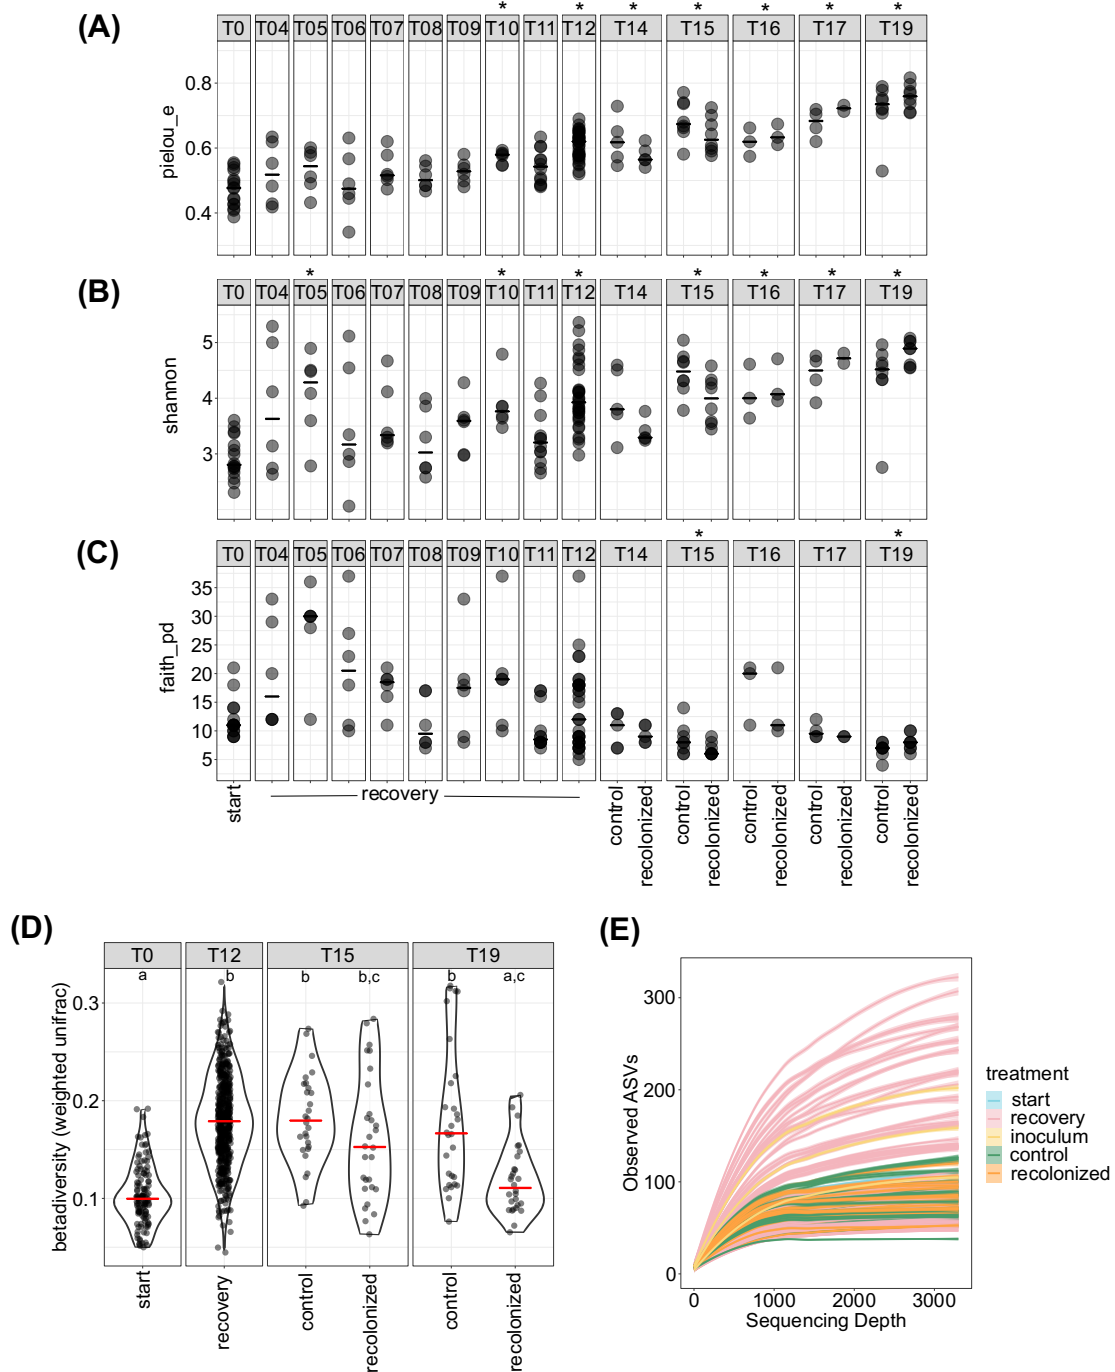 (A)
* * * * * * *
T0 T04 T05 T06 T07 T08 T09 T10 T11 T12 T14 T15 T16 T17 T19
pielou_e
0.8
0.6
0.4
(B)
* * * * * * *
T0 T04 T05 T06 T07 T08 T09 T10 T11 T12 T14 T15 T16 T17 T19
shannon
5
4
3
(C)
* *
T0 T04 T05 T06 T07 T08 T09 T10 T11 T12 T14 T15 T16 T17 T19
faith_pd
35
30
25
20
15
10
5
start
recovery
control recolonized control recolonized control recolonized control recolonized control recolonized
(D)
T0 T12 T15 T19
a b b b,c b a,c
betadiversity (weighted unifrac)
0.3
0.2
0.1
start recovery control recolonized control recolonized
(E)
Observed ASVs
300
200
100
0
0 1000 2000 3000
Sequencing Depth
treatment
start
recovery
inoculum
control
recolonized